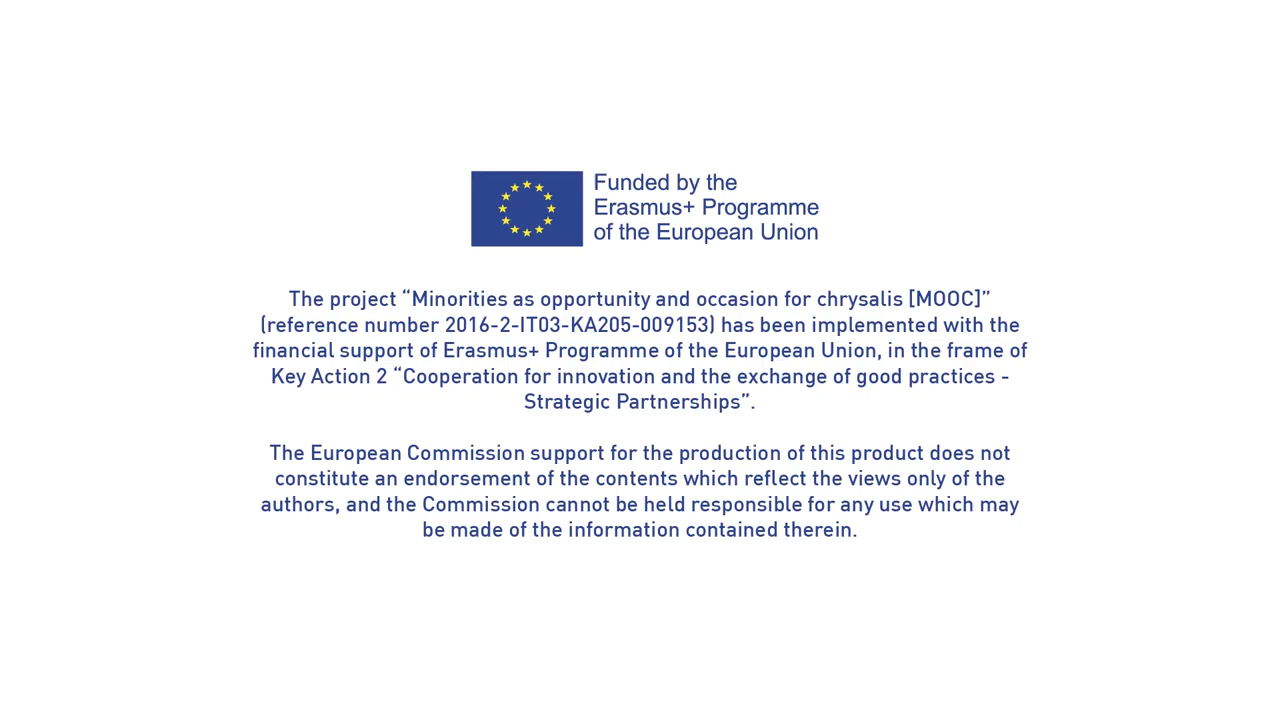 Funded by the
Erasmus+ Programme
of the European Union
The project “Minorities as opportunity and occasion for chrysalis [MOOC]”
(reference number 2016-2-IT03-KA205-009153) has been implemented with the
financial support of Erasmus+ Programme of the European Union, in the frame of
Key Action 2 “Cooperation for innovation and the exchange of good practices -
Strategic Partnerships”.
The European Commission support for the production of this product does not
constitute an endorsement of the contents which reflect the views only of the
authors, and the Commission cannot be held responsible for any use which may
be made of the information contained therein.